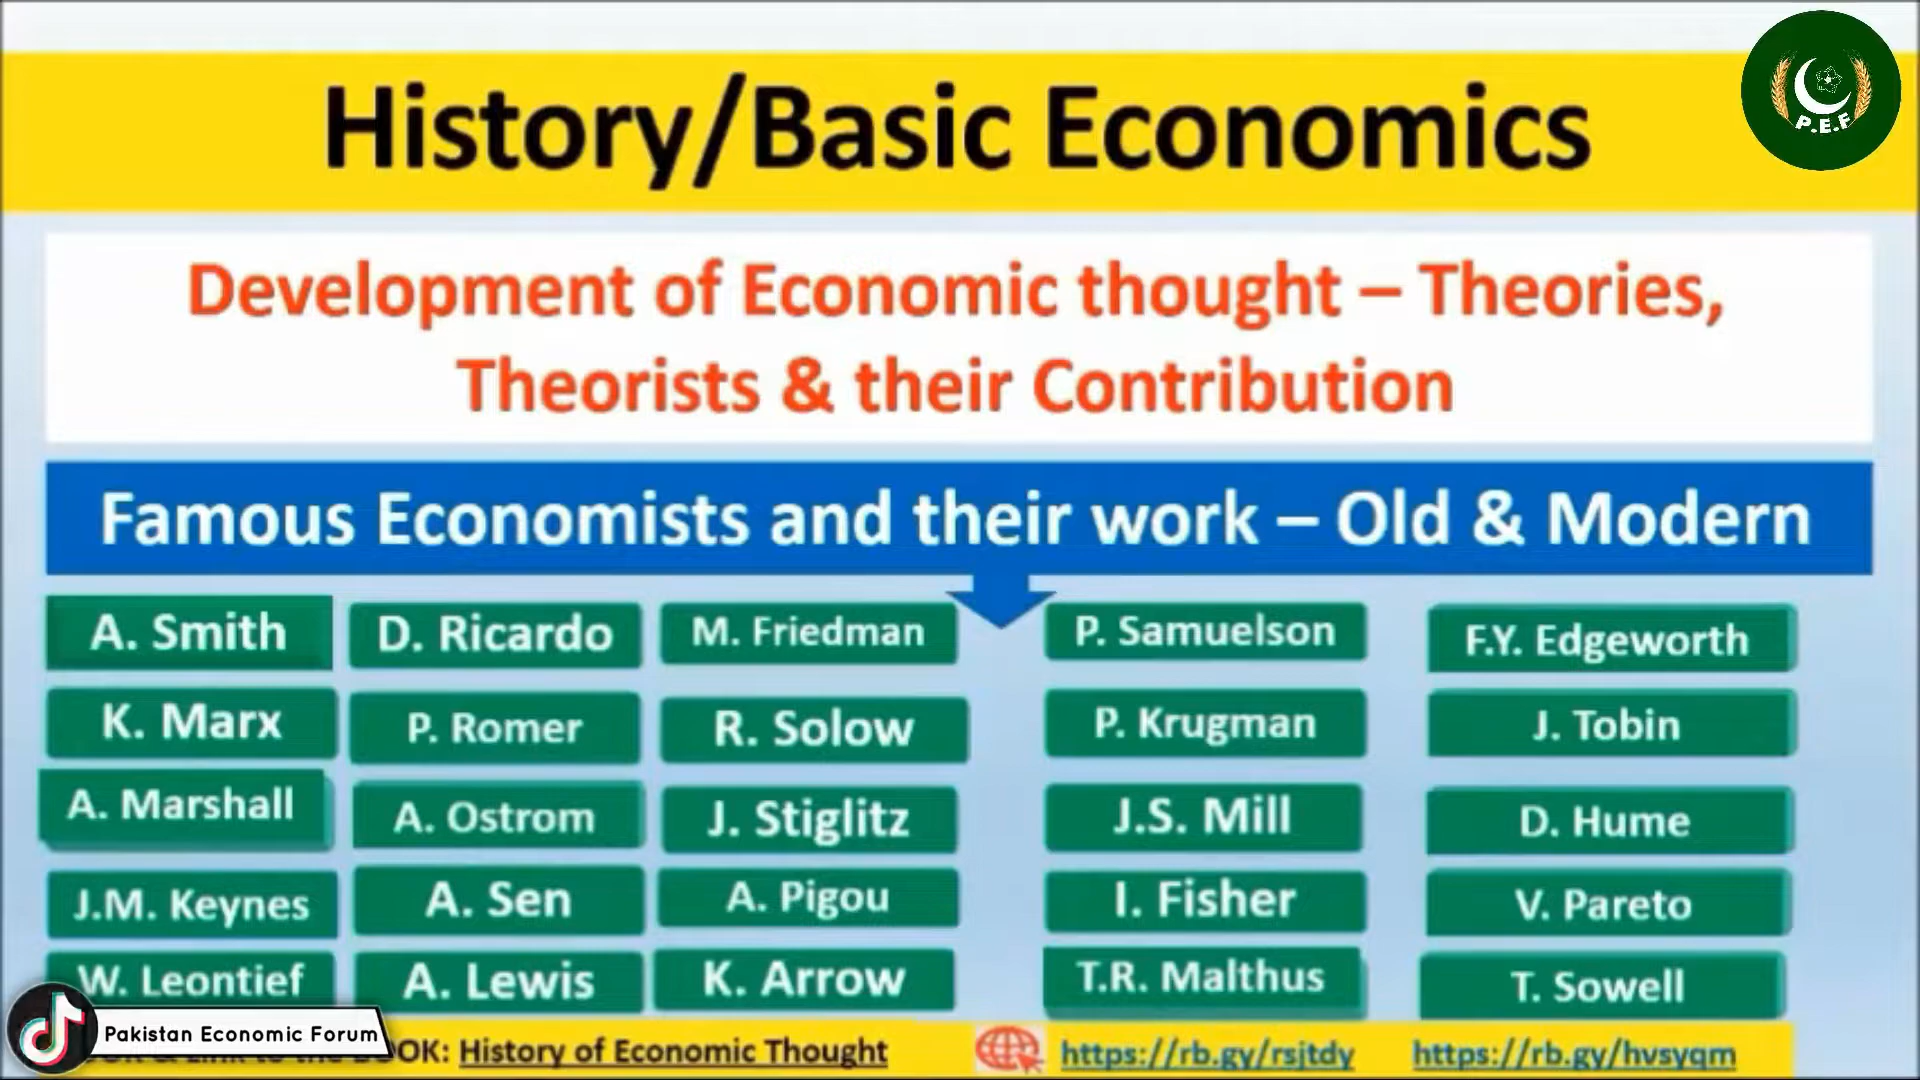 History/Basic Economics
P.E.F
Development of Economic thought – Theories,
Theorists & their Contribution
Famous Economists and their work – Old & Modern
A. Smith D. Ricardo M. Friedman P. Samuelson F.Y. Edgeworth
K. Marx P. Romer R. Solow P. Krugman J. Tobin
A. Marshall A. Ostrom J. Stiglitz J.S. Mill D. Hume
J.M. Keynes A. Sen A. Pigou I. Fisher V. Pareto
W. Leontief A. Lewis K. Arrow T.R. Malthus T. Sowell
Pakistan Economic Forum
History of Economic Thought https://rb.gy/rsjtdy https://rb.gy/hvsyqm